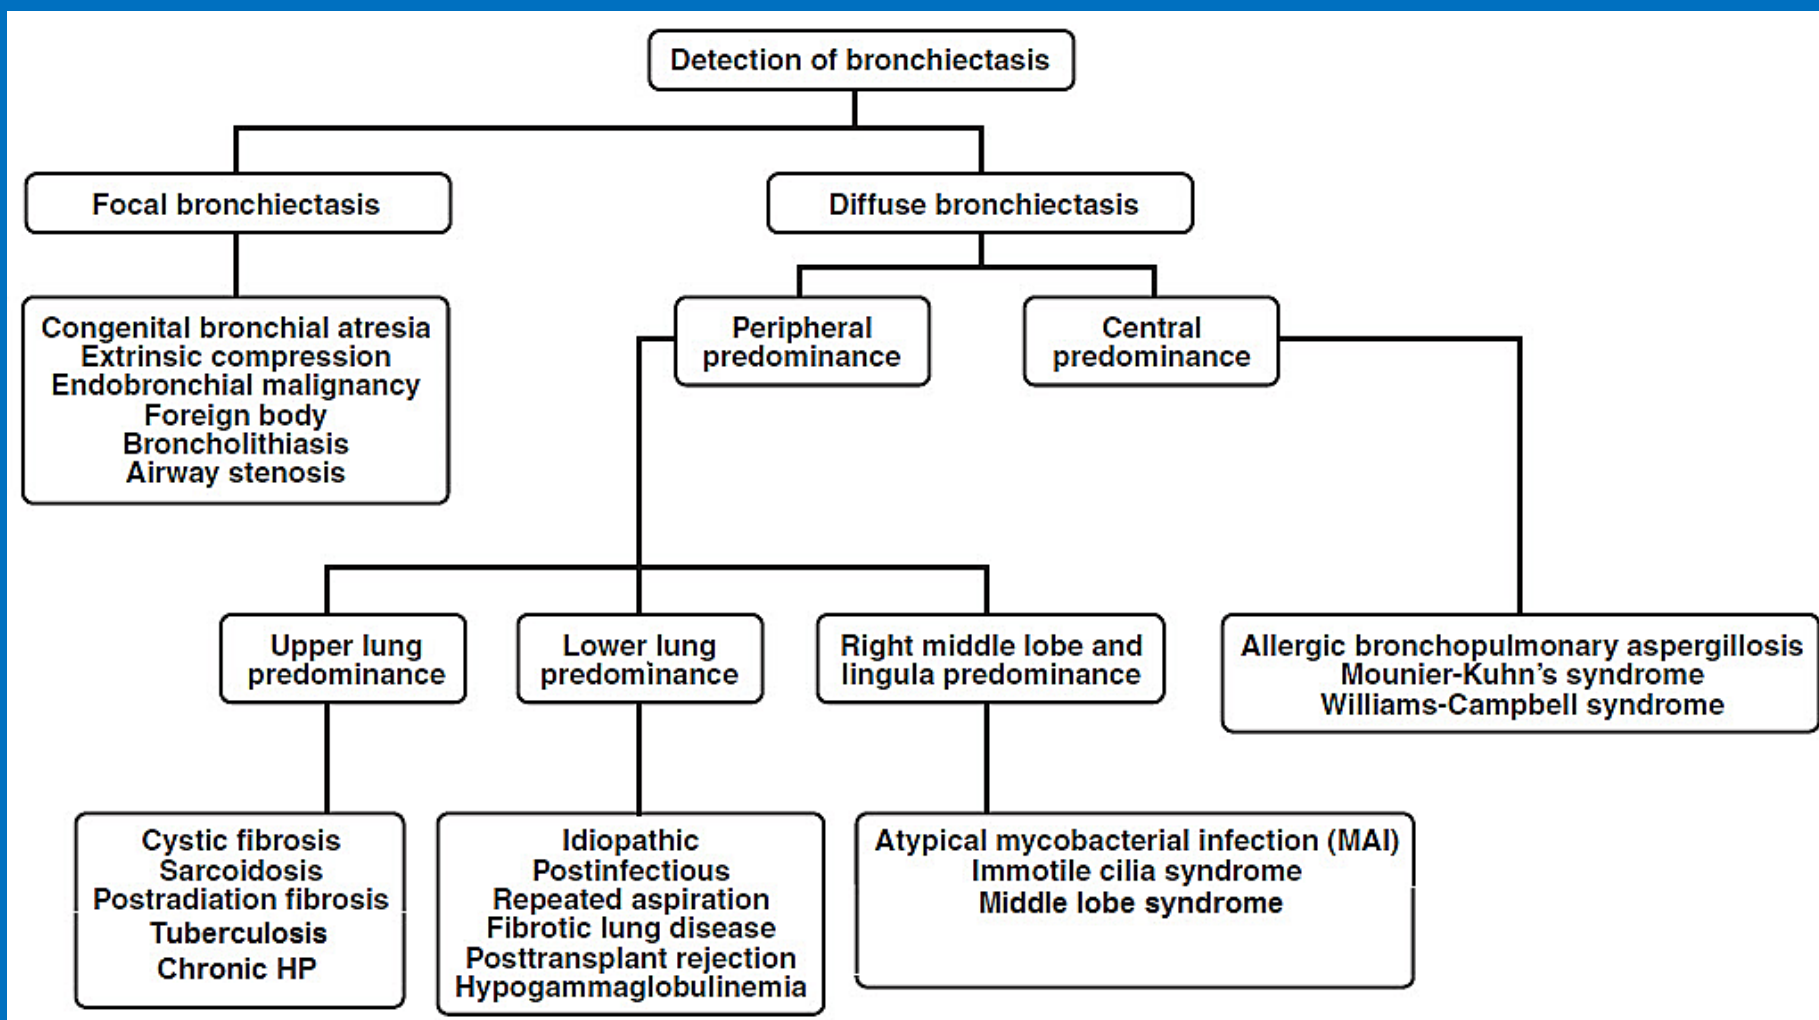 Detection of bronchiectasis
Focal bronchiectasis
Diffuse bronchiectasis
Congenital bronchial atresia
Extrinsic compression
Endobronchial malignancy
Foreign body
Broncholithiasis
Airway stenosis
Peripheral
predominance
Central
predominance
Upper lung
predominance
Lower lung
predominance
Right middle lobe and
lingula predominance
Allergic bronchopulmonary aspergillosis
Mounier-Kuhn’s syndrome
Williams-Campbell syndrome
Cystic fibrosis
Sarcoidosis
Postradiation fibrosis
Tuberculosis
Chronic HP
Idiopathic
Postinfectious
Repeated aspiration
Fibrotic lung disease
Posttransplant rejection
Hypogammaglobulinemia
Atypical mycobacterial infection (MAI)
Immotile cilia syndrome
Middle lobe syndrome